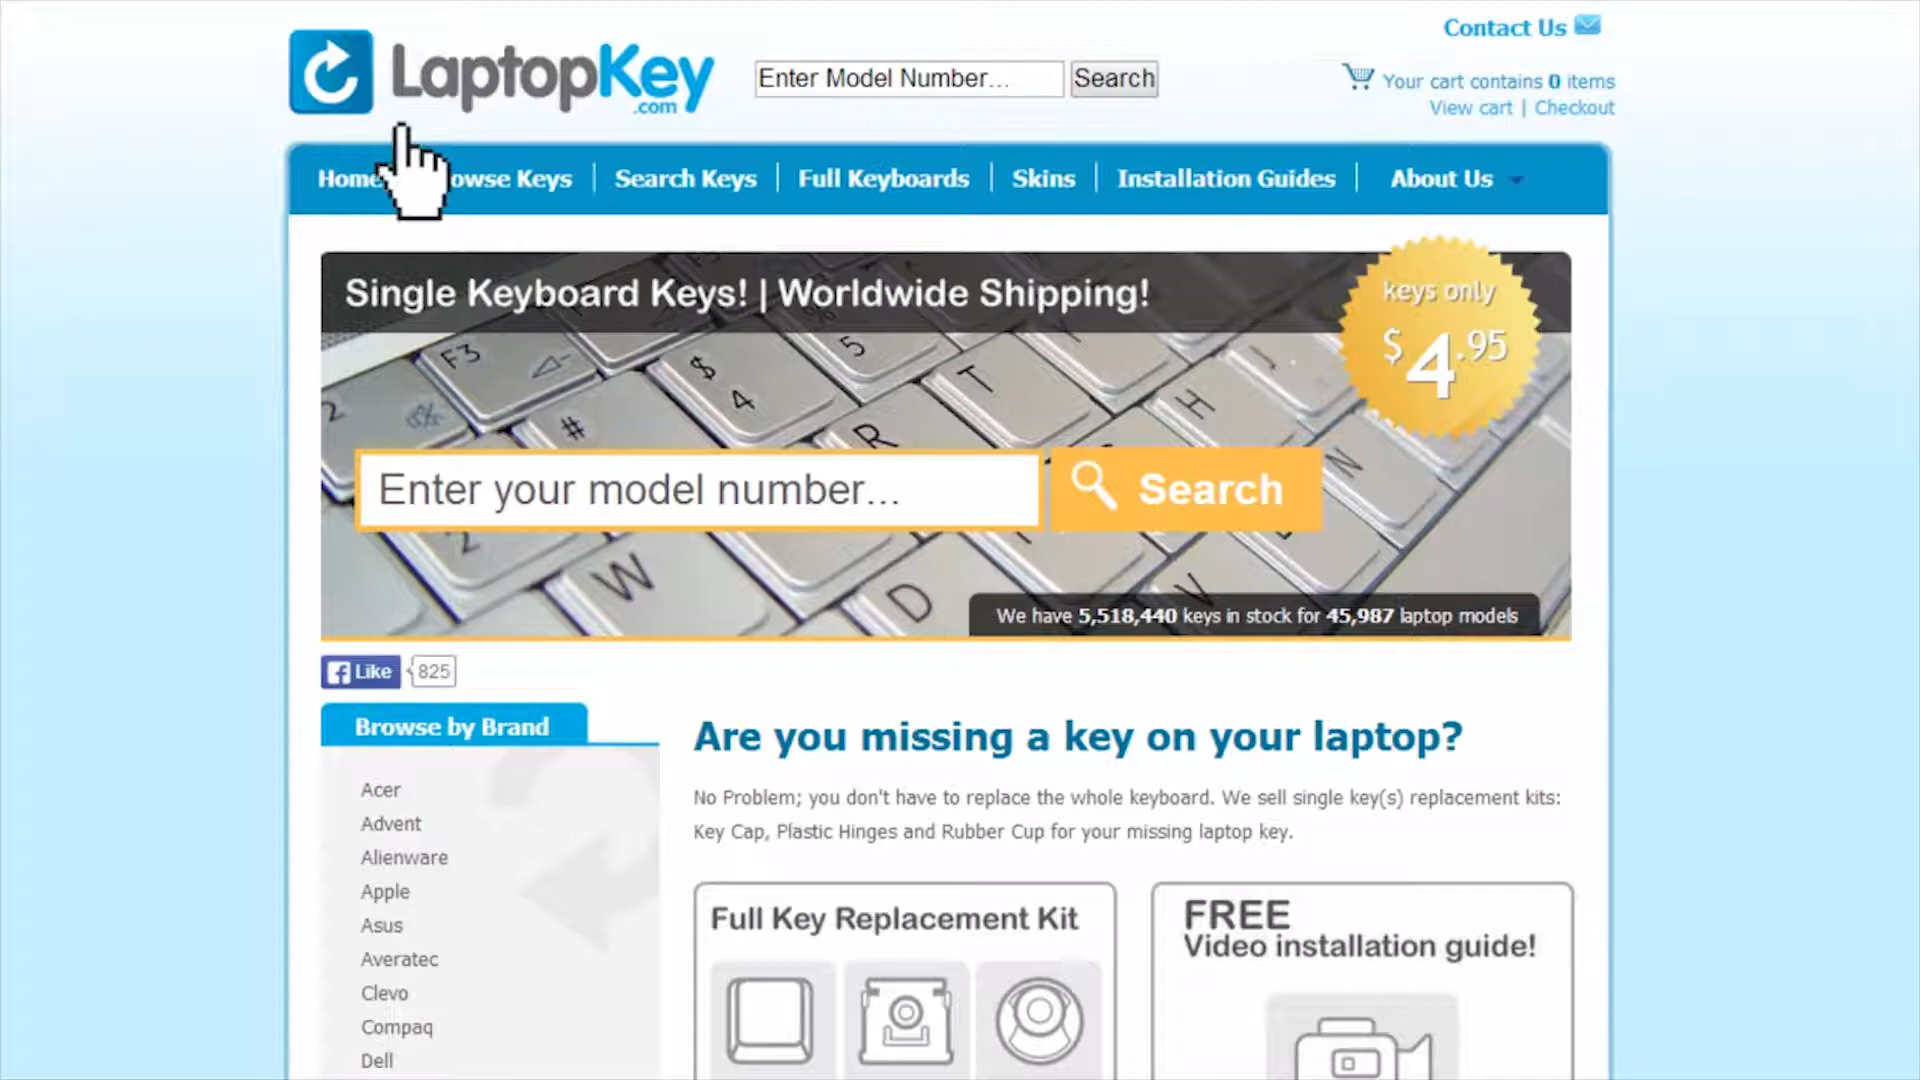 Contact Us
LaptopKey
.com
Enter Model Number...
Search
Your cart contains 0 items
View cart | Checkout
Home
owse Keys
Search Keys
Full Keyboards
Skins
Installation Guides
About Us
Single Keyboard Keys! | Worldwide Shipping!
keys only
$4.95
F3
$
4
5
T
H
2
#
R
N
Enter your model number...
Search
Z
W
D
V
We have 5,518,440 keys in stock for 45,987 laptop models
Like
825
Browse by Brand
Are you missing a key on your laptop?
No Problem; you don't have to replace the whole keyboard. We sell single key(s) replacement kits:
Key Cap, Plastic Hinges and Rubber Cup for your missing laptop key.
Acer
Advent
Alienware
Apple
Asus
Averatec
Clevo
Compaq
Dell
Full Key Replacement Kit
FREE
Video installation guide!